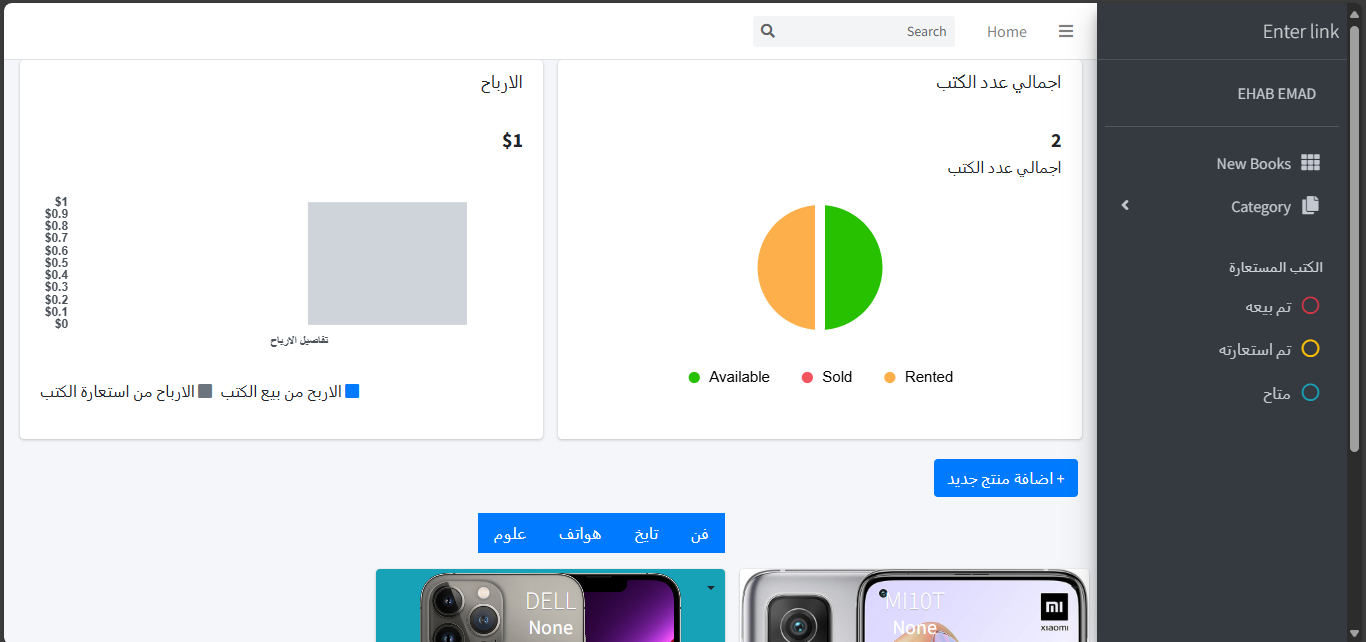 Enter link
EHAB EMAD
New Books
Category
الكتب المستعارة
تم بيعه
تم استعارته
متاح
Home
Search
اجمالي عدد الكتب
2
اجمالي عدد الكتب
Available
Sold
Rented
الارباح
$1
$1
$0.9
$0.8
$0.7
$0.6
$0.5
$0.4
$0.3
$0.2
$0.1
$0
تفاصيل الارباح
الاربح من بيع الكتب
الارباح من استعارة الكتب
+ اضافة منتج جديد
فن
تايخ
هواتف
علوم
MI10T
None
XIAOMI
DELL
None